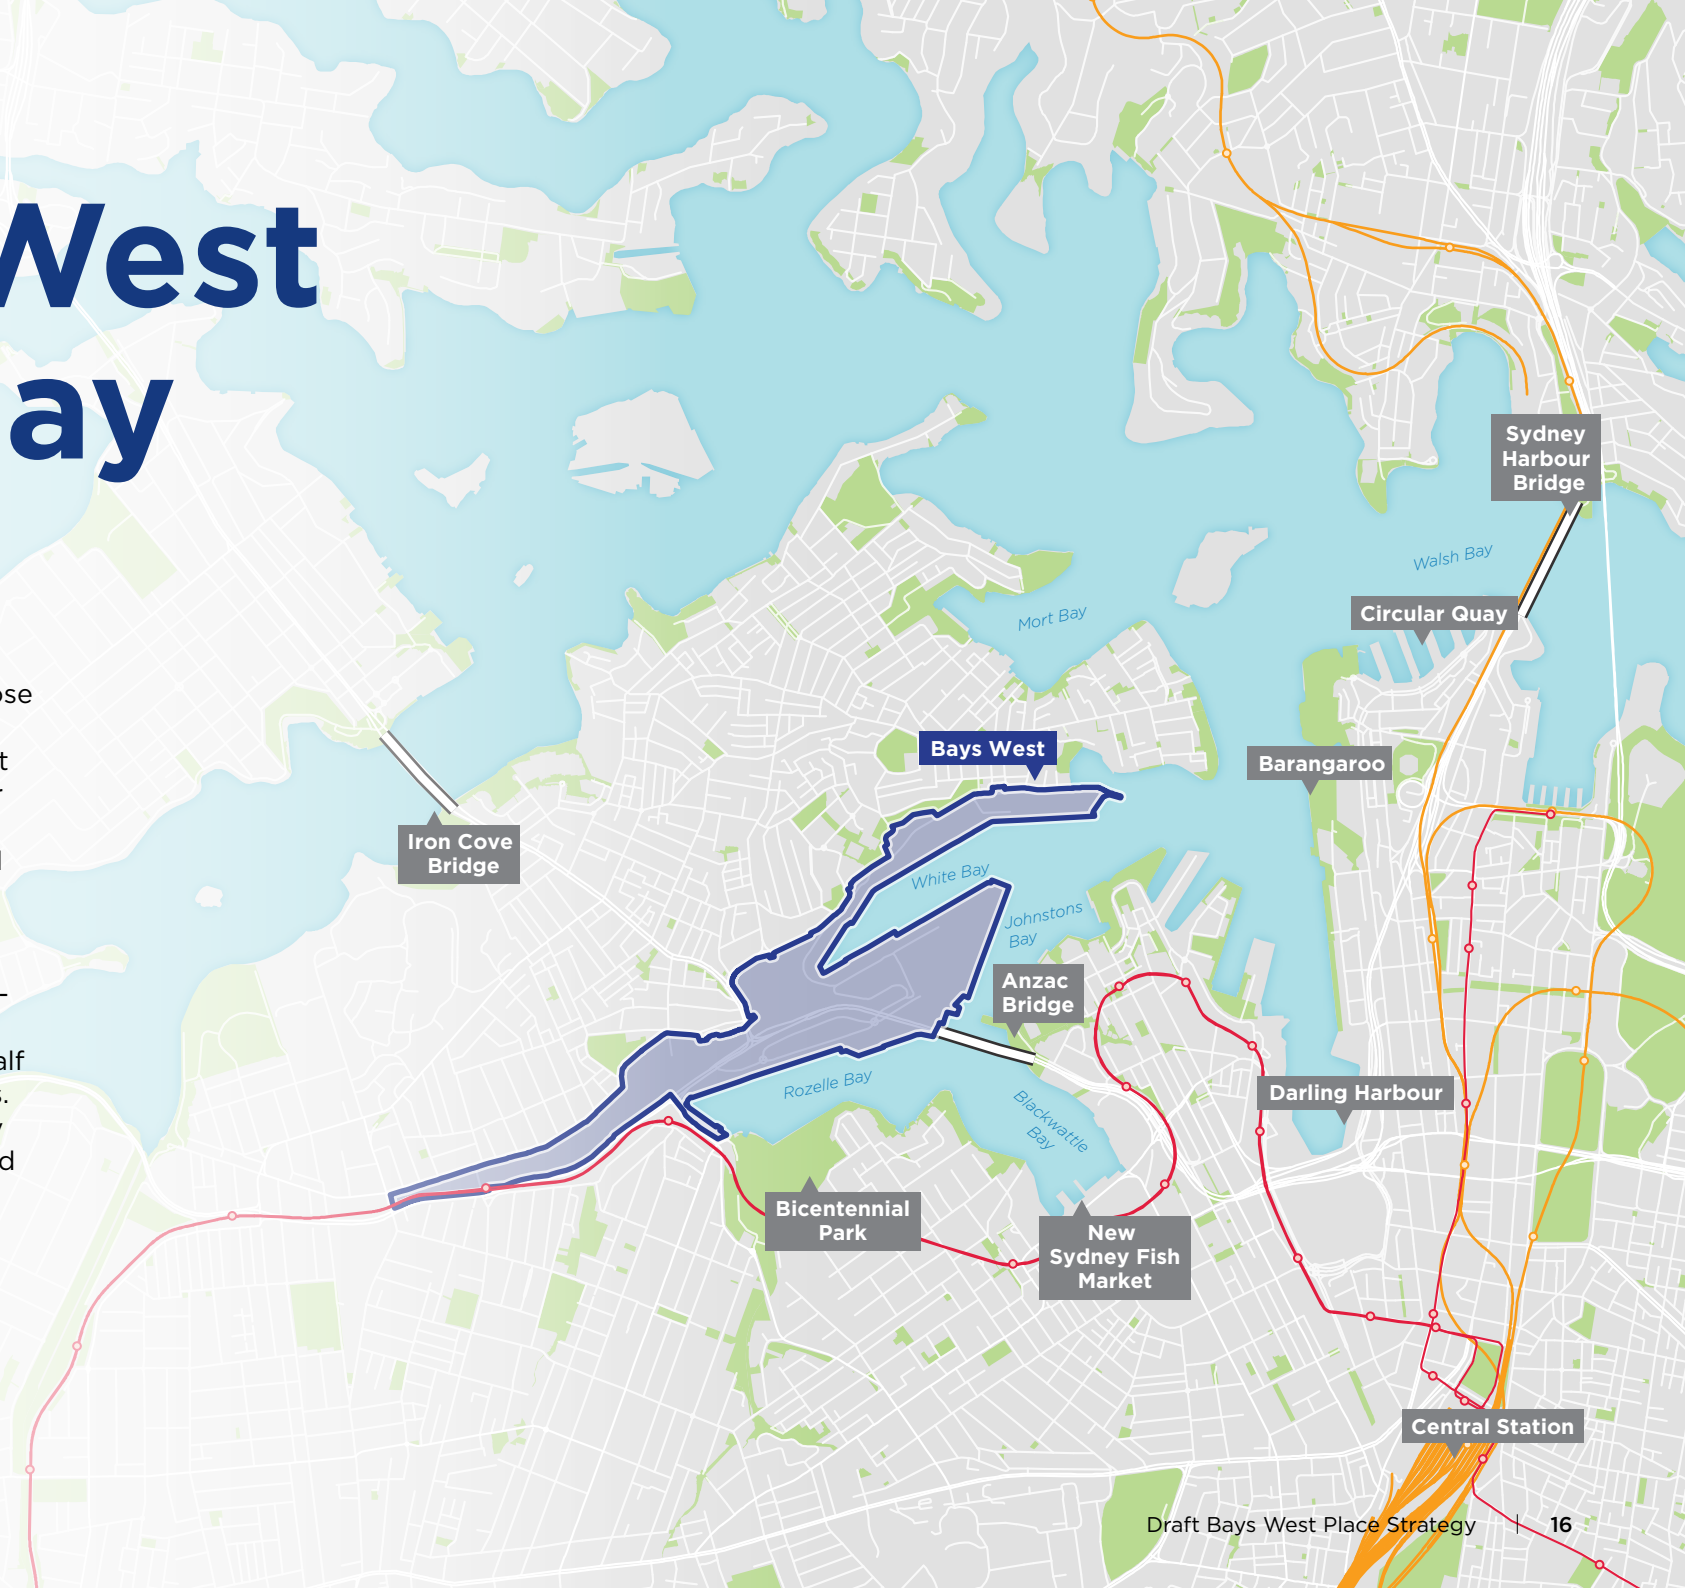 West
ay
ose
t
alf
s.
d
Sydney
Harbour
Bridge
Walsh Bay
Circular Quay
Mort Bay
Bays West
Barangaroo
Iron Cove
Bridge
White Bay
Johnstons
Bay
Anzac
Bridge
Rozelle Bay
Blackwattle
Bay
Darling Harbour
Bicentennial
Park
New
Sydney Fish
Market
Central Station
Draft Bays West Place Strategy | 16